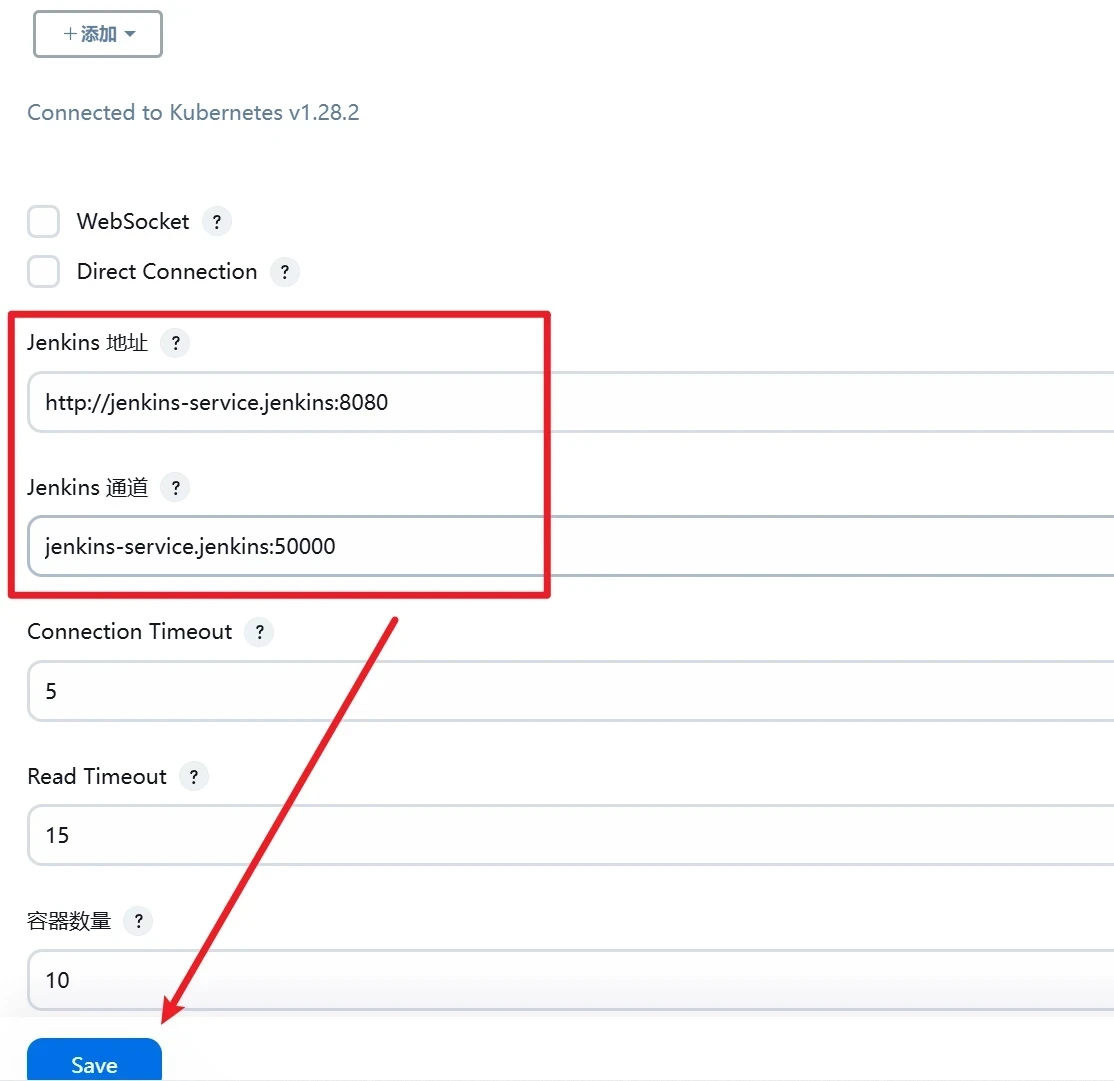 +添加
Connected to Kubernetes v1.28.2
WebSocket ?
Direct Connection ?
Jenkins 地址 ?
http://jenkins-service.jenkins:8080
Jenkins 通道 ?
jenkins-service.jenkins:50000
Connection Timeout ?
5
Read Timeout ?
15
容器数量 ?
10
Save